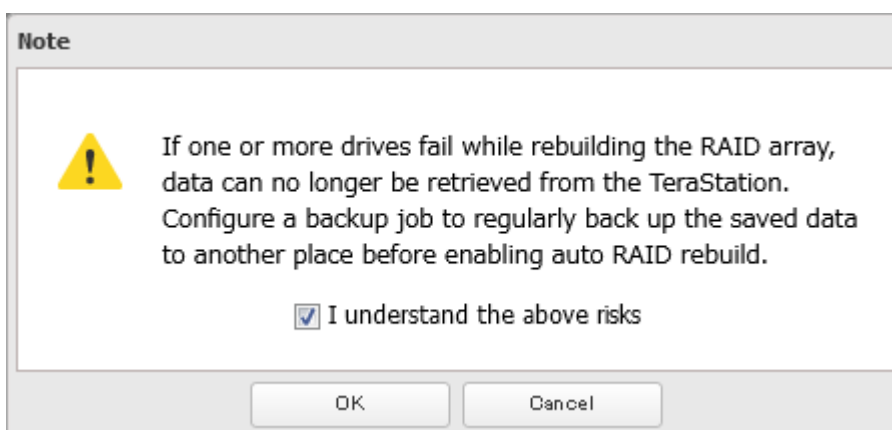 Note
If one or more drives fail while rebuilding the RAID array,
data can no longer be retrieved from the TeraStation.
Configure a backup job to regularly back up the saved data
to another place before enabling auto RAID rebuild.
I understand the above risks
OK
Cancel